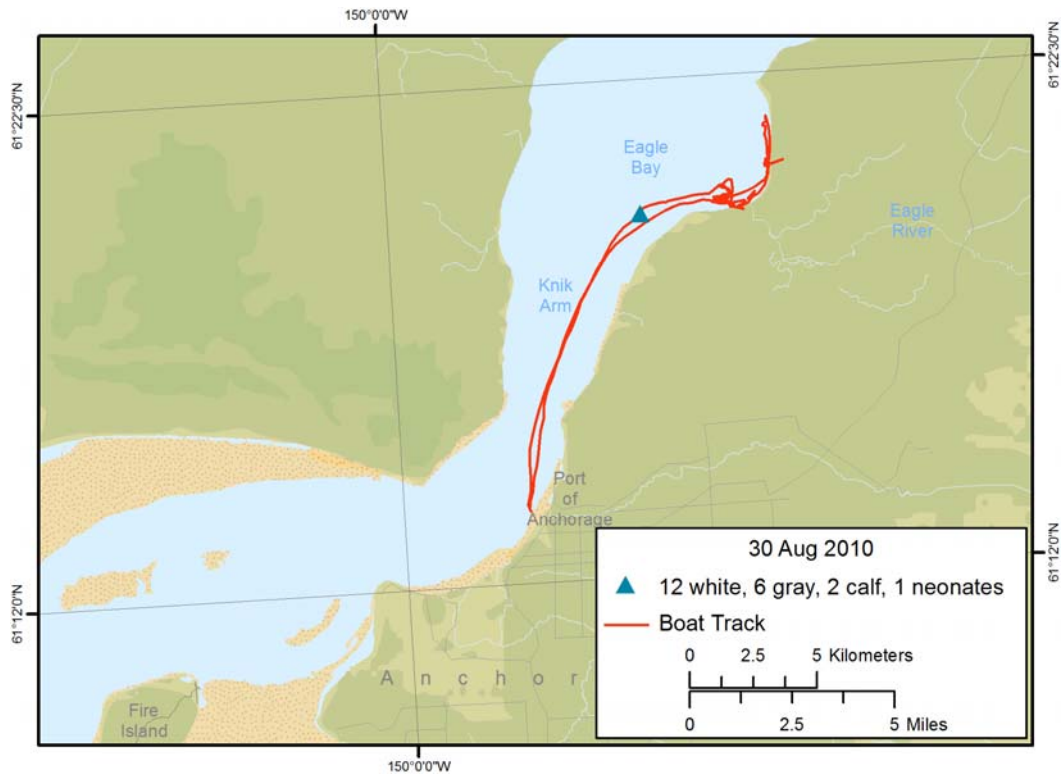 150°0'0"W
61°22'30"N
61°22'30"N
Eagle
Bay
Eagle
River
Knik
Arm
Port
of
Anchorage
61°12'0"N
61°12'0"N
30 Aug 2010
12 white, 6 gray, 2 calf, 1 neonates
Boat Track
0 2.5 5 Kilometers
0 2.5 5 Miles
Anchor
Fire
Island
150°0'0"W